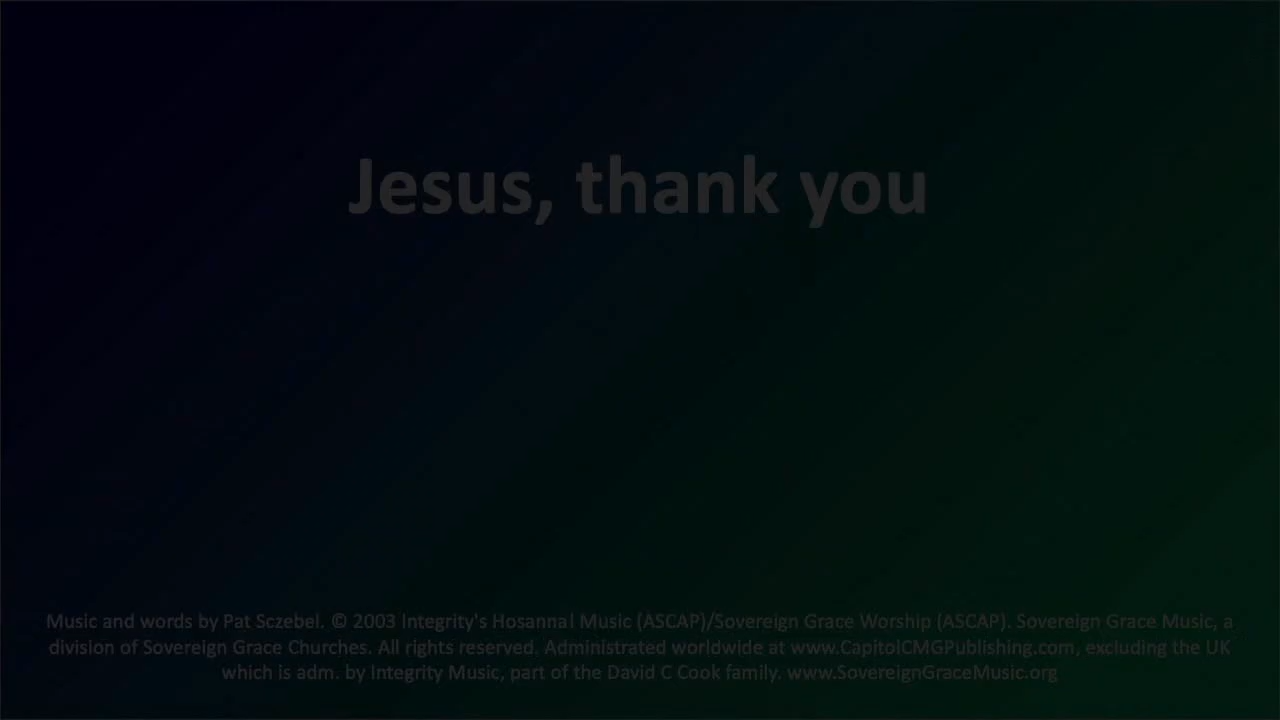 Jesus, thank you
Music and words by Pat Sczebel. © 2003 Integrity's Hosanna! Music (ASCAP)/Sovereign Grace Worship (ASCAP). Sovereign Grace Music, a
division of Sovereign Grace Churches. All rights reserved. Administrated worldwide at www.CapitolCMGPublishing.com, excluding the UK
which is adm. by Integrity Music, part of the David C Cook family. www.SovereignGraceMusic.org